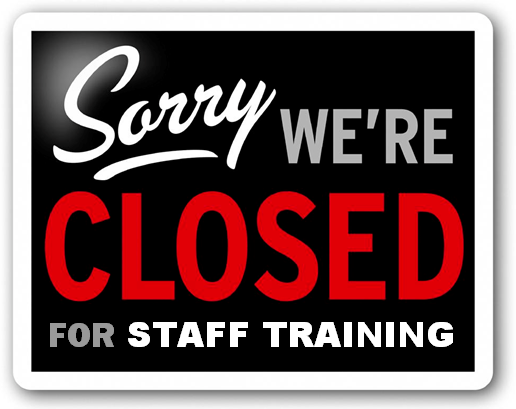 Sorry WE'RE
CLOSED
FOR STAFF TRAINING